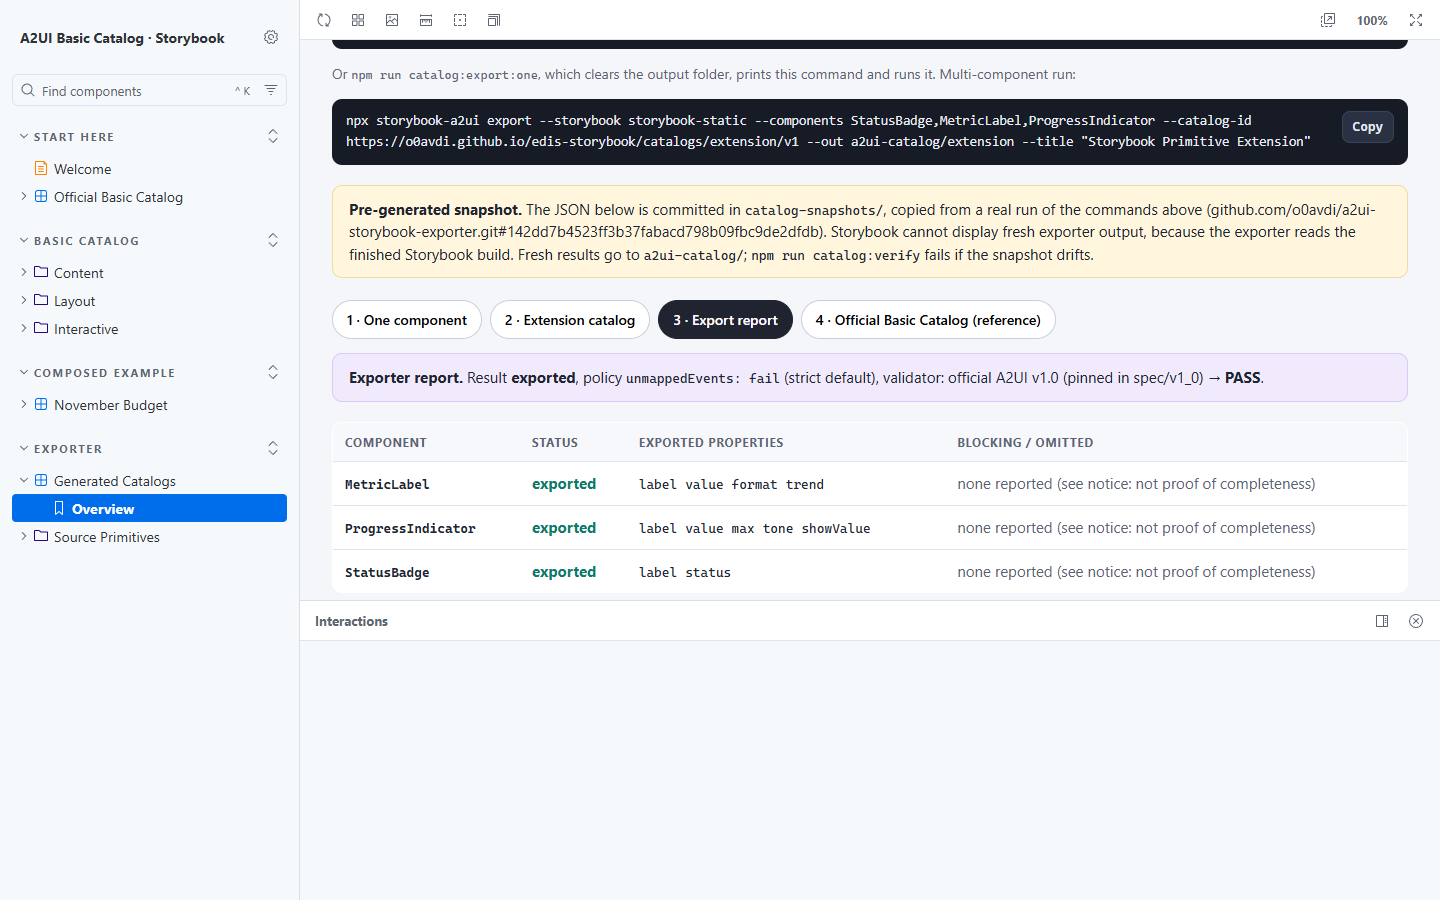 A2UI Basic Catalog · Storybook
Find components
^ K
START HERE
Welcome
Official Basic Catalog
BASIC CATALOG
Content
Layout
Interactive
COMPOSED EXAMPLE
November Budget
EXPORTER
Generated Catalogs
Overview
Source Primitives
100%
Or npm run catalog:export:one, which clears the output folder, prints this command and runs it. Multi-component run:
npx storybook-a2ui export --storybook storybook-static --components StatusBadge,MetricLabel,ProgressIndicator --catalog-id
https://o0avdi.github.io/edis-storybook/catalogs/extension/v1 --out a2ui-catalog/extension --title "Storybook Primitive Extension"
Copy
Pre-generated snapshot. The JSON below is committed in catalog-snapshots/, copied from a real run of the commands above (github.com/o0avdi/a2ui-
storybook-exporter.git#142dd7b4523ff3b37fabacd798b09fbc9de2dfdb). Storybook cannot display fresh exporter output, because the exporter reads the
finished Storybook build. Fresh results go to a2ui-catalog/; npm run catalog:verify fails if the snapshot drifts.
1 · One component
2 · Extension catalog
3 · Export report
4 · Official Basic Catalog (reference)
Exporter report. Result exported, policy unmappedEvents: fail (strict default), validator: official A2UI v1.0 (pinned in spec/v1_0) → PASS.
COMPONENT STATUS EXPORTED PROPERTIES BLOCKING / OMITTED
MetricLabel exported label value format trend none reported (see notice: not proof of completeness)
ProgressIndicator exported label value max tone showValue none reported (see notice: not proof of completeness)
StatusBadge exported label status none reported (see notice: not proof of completeness)
Interactions